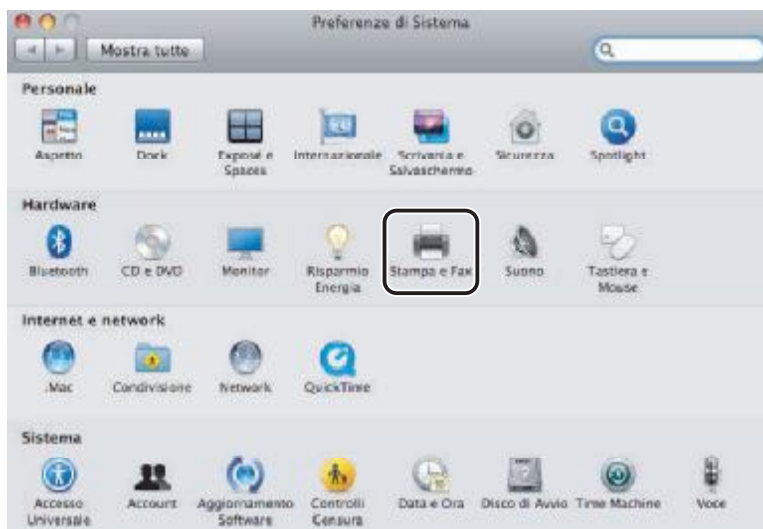 Preferenze di Sistema
Mostra tutte
Personale
Aspetto
Dock
Exposé e Spaces
Internazionale
Scrivania e Salvaschermo
Sicurezza
Spotlight
Hardware
Bluetooth
CD e DVD
Monitor
Risparmio Energia
Stampa e Fax
Suono
Tastiera e Mouse
Internet e network
.Mac
Condivisione
Network
QuickTime
Sistema
Accesso Universale
Account
Aggiornamento Software
Controlli Censura
Data e Ora
Disco di Avvio
Time Machine
Voce